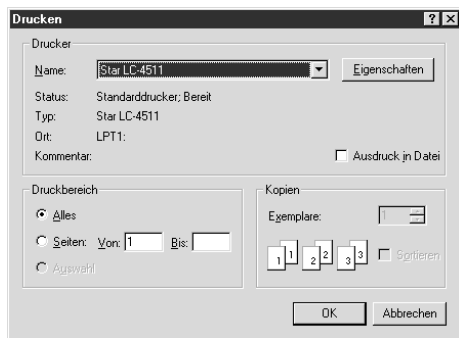 Drucken
Drucker
Name: Star LC-4511 Eigenschaften
Status: Standarddrucker; Bereit
Typ: Star LC-4511
Ort: LPT1:
Kommentar: Ausdruck in Datei
Druckbereich
Alles
Seiten: Von: 1 Bis:
Auswahl
Kopien
Exemplare: 1
1 1 2 2 3 3 Sortieren
OK Abbrechen